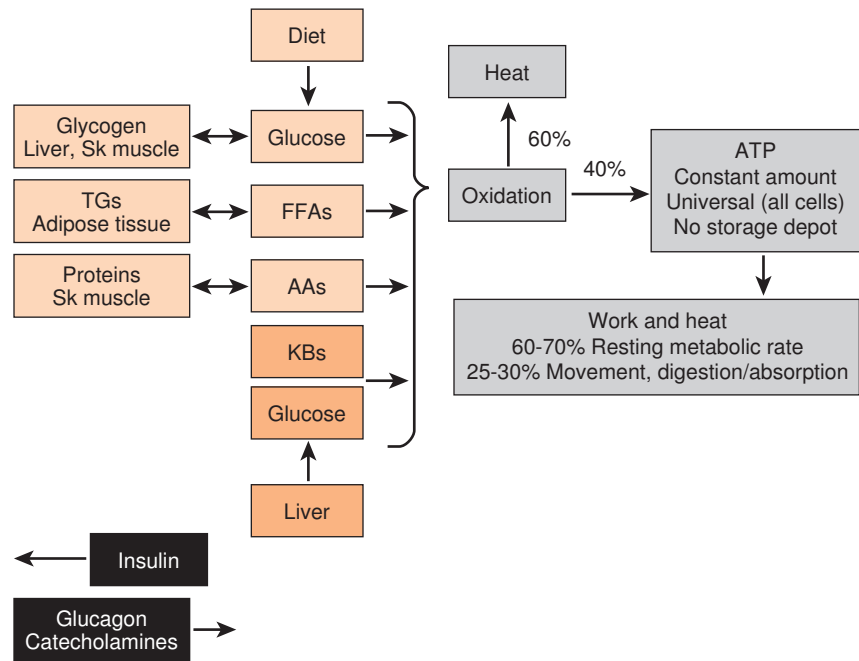 Diet
Heat
Glycogen
Liver, Sk muscle
Glucose
60%
ATP
Constant amount
Universal (all cells)
No storage depot
40%
Oxidation
TGs
Adipose tissue
FFAs
Proteins
Sk muscle
AAs
Work and heat
60-70% Resting metabolic rate
25-30% Movement, digestion/absorption
KBs
Glucose
Liver
Insulin
Glucagon
Catecholamines